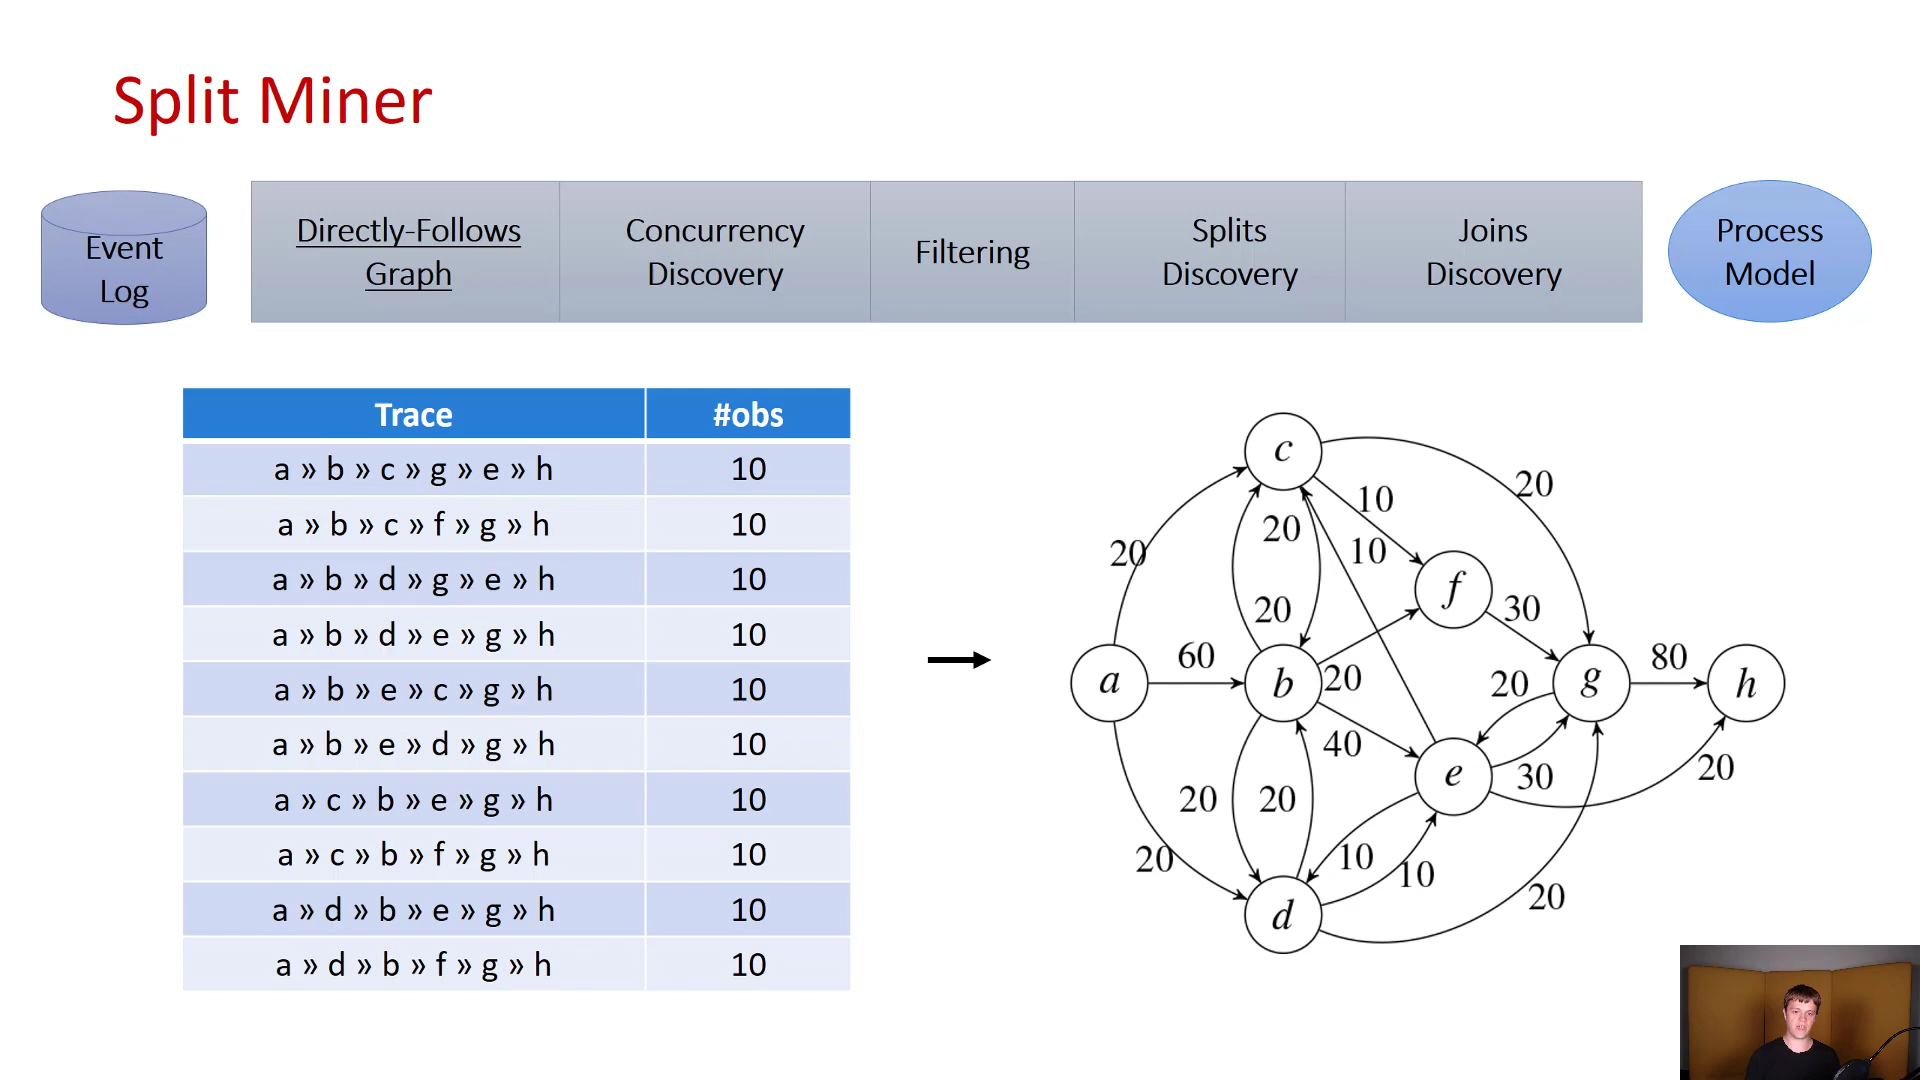 Split Miner
Event
Log
Directly-Follows
Graph
Concurrency
Discovery
Filtering
Splits
Discovery
Joins
Discovery
Process
Model
Trace #obs
a » b » c » g » e » h 10
a » b » c » f » g » h 10
a » b » d » g » e » h 10
a » b » d » e » g » h 10
a » b » e » c » g » h 10
a » b » e » d » g » h 10
a » c » b » e » g » h 10
a » c » b » f » g » h 10
a » d » b » e » g » h 10
a » d » b » f » g » h 10
c
20
10
20
10
20
f
20
30
60
80
20
a
b
20
g
h
40
e
30
20
20
20
10
10
20
20
d